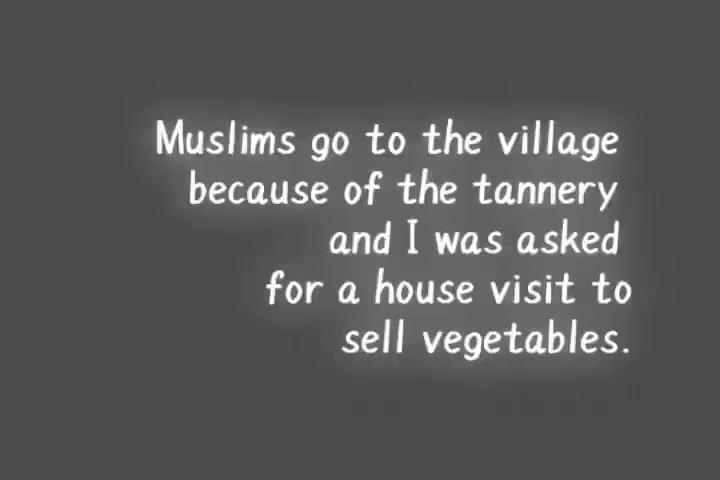 Muslims go to the village
because of the tannery
and I was asked
for a house visit to
sell vegetables.